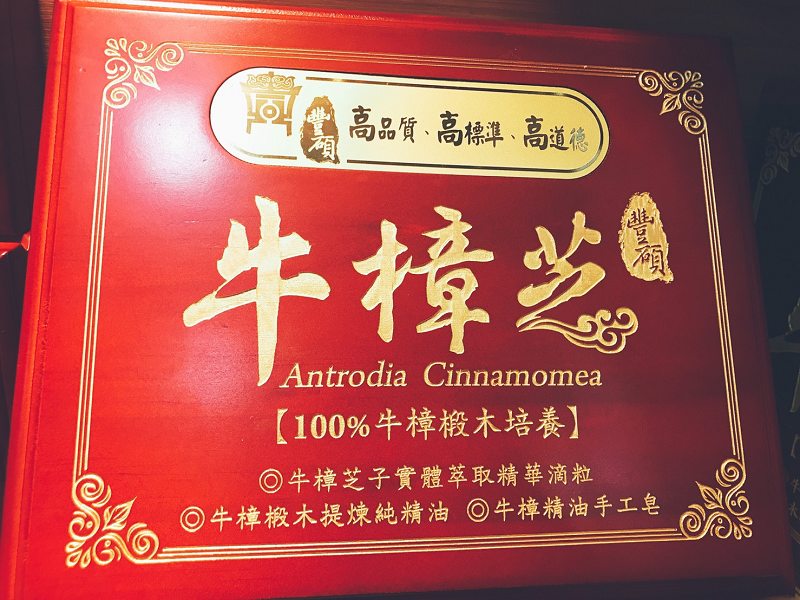 豐碩 高品質、高標準、高道德
牛樟芝 豐碩
Antrodia Cinnamomea
【100%牛樟椴木培養】
◎牛樟芝子實體萃取精華滴粒
◎牛樟椴木提煉純精油 ◎牛樟精油手工皂